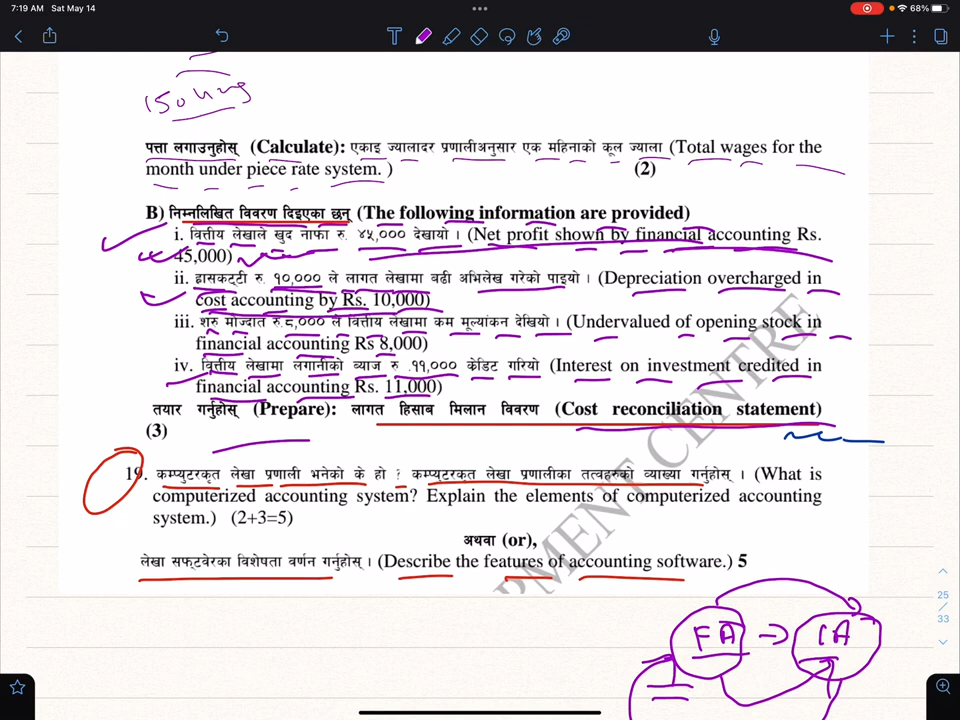 7:19 AM Sat May 14
68%
150 
पत्ता लगाउनुहोस् (Calculate): एकाइ ज्यालादर प्रणालीअनुसार एक महिनाको कूल ज्याला (Total wages for the
month under piece rate system. ) (2)
B) निम्नलिखित विवरण दिइएका छन् (The following information are provided)
i. वित्तीय लेखाले खुद नाफा रु. ४५,००० देखायो । (Net profit shown by financial accounting Rs.
45,000)
ii. ह्रासकट्टी रु. १०,००० ले लागत लेखामा बढी अभिलेख गरेको पाइयो । (Depreciation overcharged in
cost accounting by Rs. 10,000)
iii. शुरु मौज्दात रु.८,००० ले वित्तीय लेखामा कम मूल्यांकन देखियो । (Undervalued of opening stock in
financial accounting Rs 8,000)
iv. वित्तीय लेखामा लगानीको व्याज रु .११,००० क्रेडिट गरियो (Interest on investment credited in
financial accounting Rs. 11,000)
तयार गर्नुहोस् (Prepare): लागत हिसाब मिलान विवरण (Cost reconciliation statement)
(3)
19. कम्प्युटरकृत लेखा प्रणाली भनेको के हो ? कम्प्युटरकृत लेखा प्रणालीका तत्वहरुको व्याख्या गर्नुहोस् । (What is
computerized accounting system? Explain the elements of computerized accounting
system.) (2+3=5)
अथवा (or),
लेखा सफ्टवेरका विशेषता वर्णन गर्नुहोस् । (Describe the features of accounting software.) 5
PMENT CENTRE
25
/
33
FA → CA